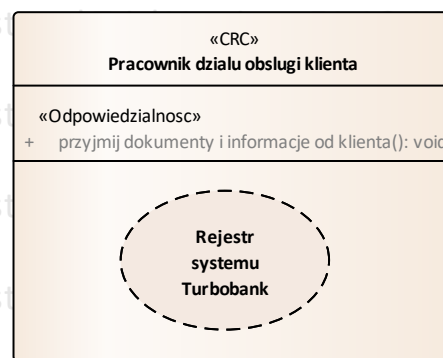 «CRC»
Pracownik dzialu obslugi klienta
«Odpowiedzialnosc»
+ przyjmij dokumenty i informacje od klienta(): void
Rejestr
systemu
Turbobank